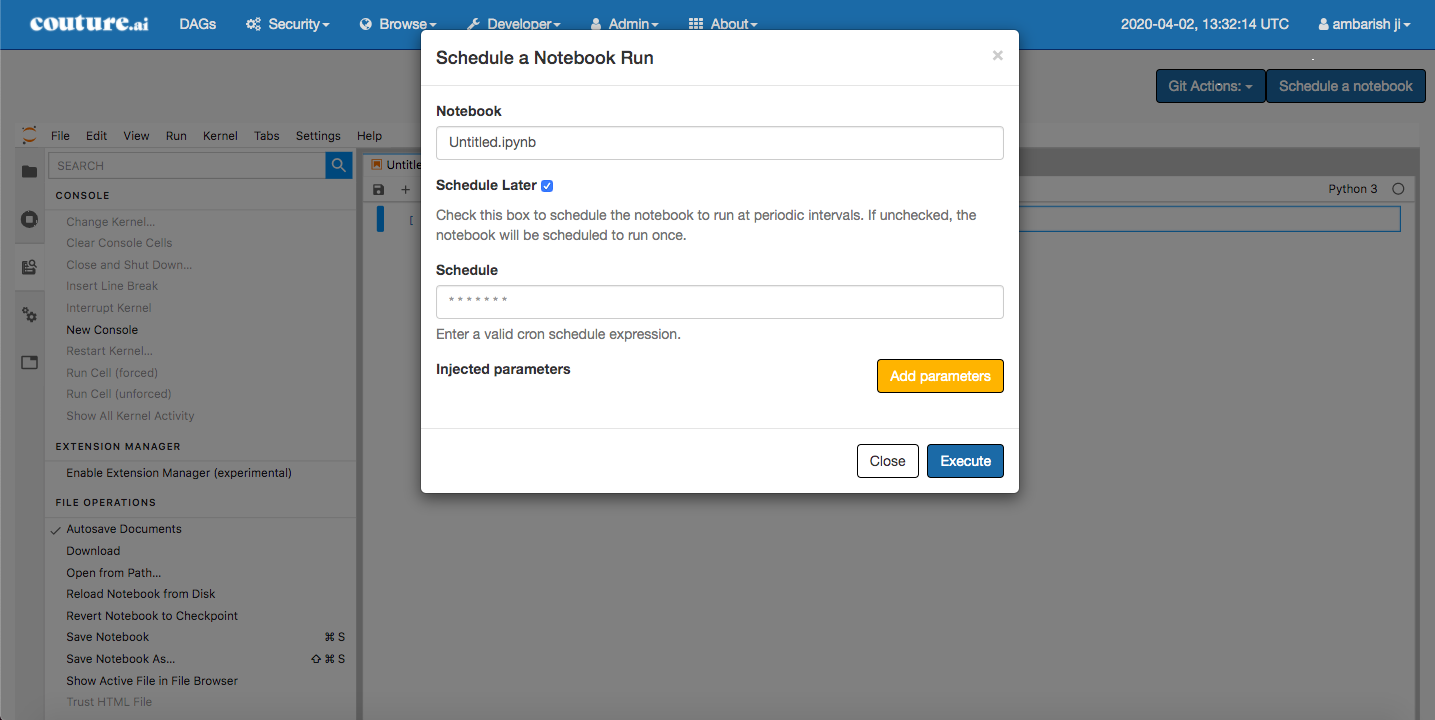 couture.ai DAGs Security Browse Developer Admin About 2020-04-02, 13:32:14 UTC ambarish ji
Schedule a Notebook Run ×
Git Actions: Schedule a notebook
Notebook
Untitled.ipynb
Schedule Later
Check this box to schedule the notebook to run at periodic intervals. If unchecked, the
notebook will be scheduled to run once.
Schedule
* * * * * * *
Enter a valid cron schedule expression.
Injected parameters Add parameters
Close Execute
File Edit View Run Kernel Tabs Settings Help
SEARCH
CONSOLE
Change Kernel...
Clear Console Cells
Close and Shut Down...
Insert Line Break
Interrupt Kernel
New Console
Restart Kernel...
Run Cell (forced)
Run Cell (unforced)
Show All Kernel Activity
EXTENSION MANAGER
Enable Extension Manager (experimental)
FILE OPERATIONS
Autosave Documents
Download
Open from Path...
Reload Notebook from Disk
Revert Notebook to Checkpoint
Save Notebook ⌘ S
Save Notebook As... ⇧ ⌘ S
Show Active File in File Browser
Trust HTML File
Python 3
[